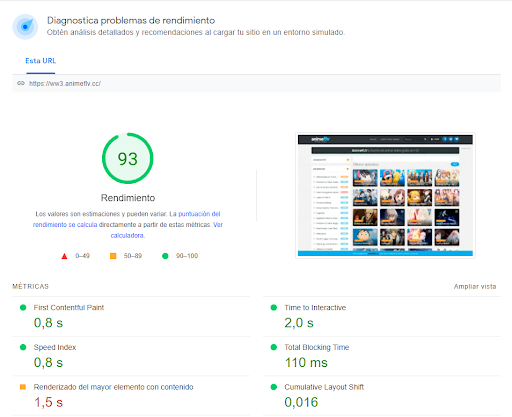 Diagnostica problemas de rendimiento
Obtén análisis detallados y recomendaciones al cargar tu sitio en un entorno simulado.
Esta URL
https://ww3.animeflv.cc/
93
Rendimiento
Los valores son estimaciones y pueden variar. La puntuación del
rendimiento se calcula directamente a partir de estas métricas. Ver
calculadora.
0–49
50–89
90–100
MÉTRICAS
Ampliar vista
First Contentful Paint
0,8 s
Time to Interactive
2,0 s
Speed Index
0,8 s
Total Blocking Time
110 ms
Renderizado del mayor elemento con contenido
1,5 s
Cumulative Layout Shift
0,016